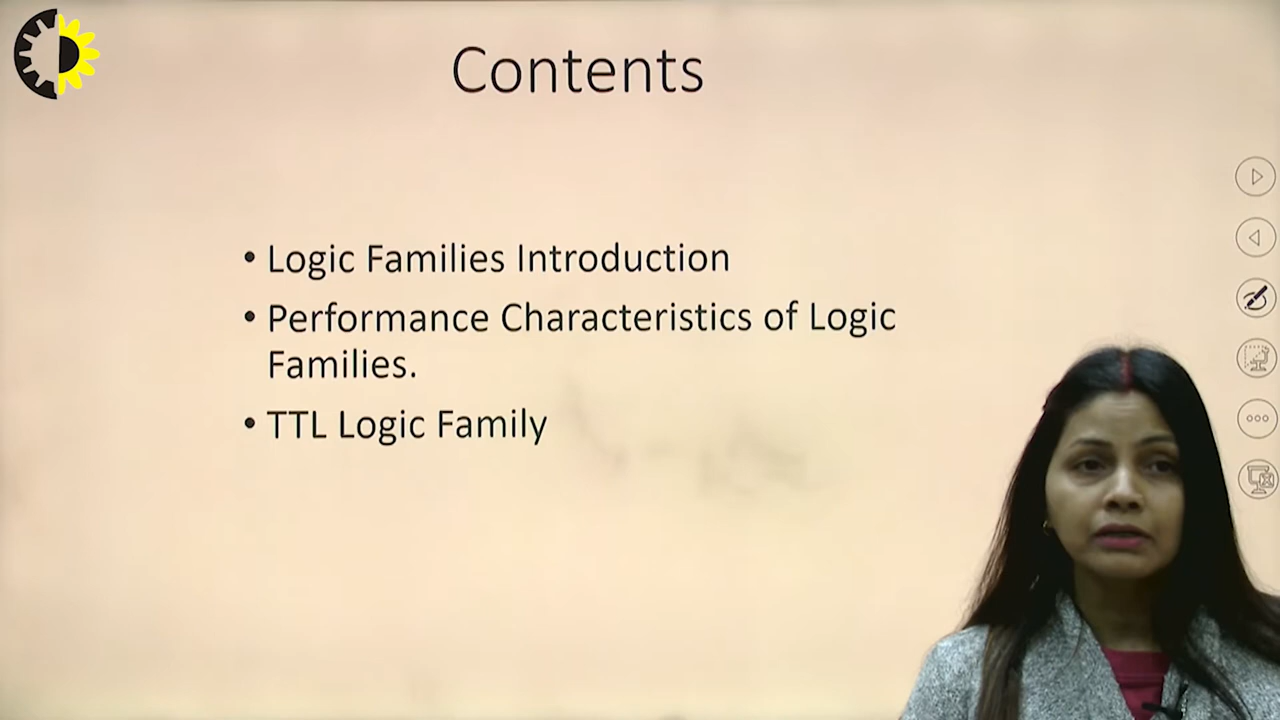 Contents
• Logic Families Introduction
• Performance Characteristics of Logic
Families.
• TTL Logic Family